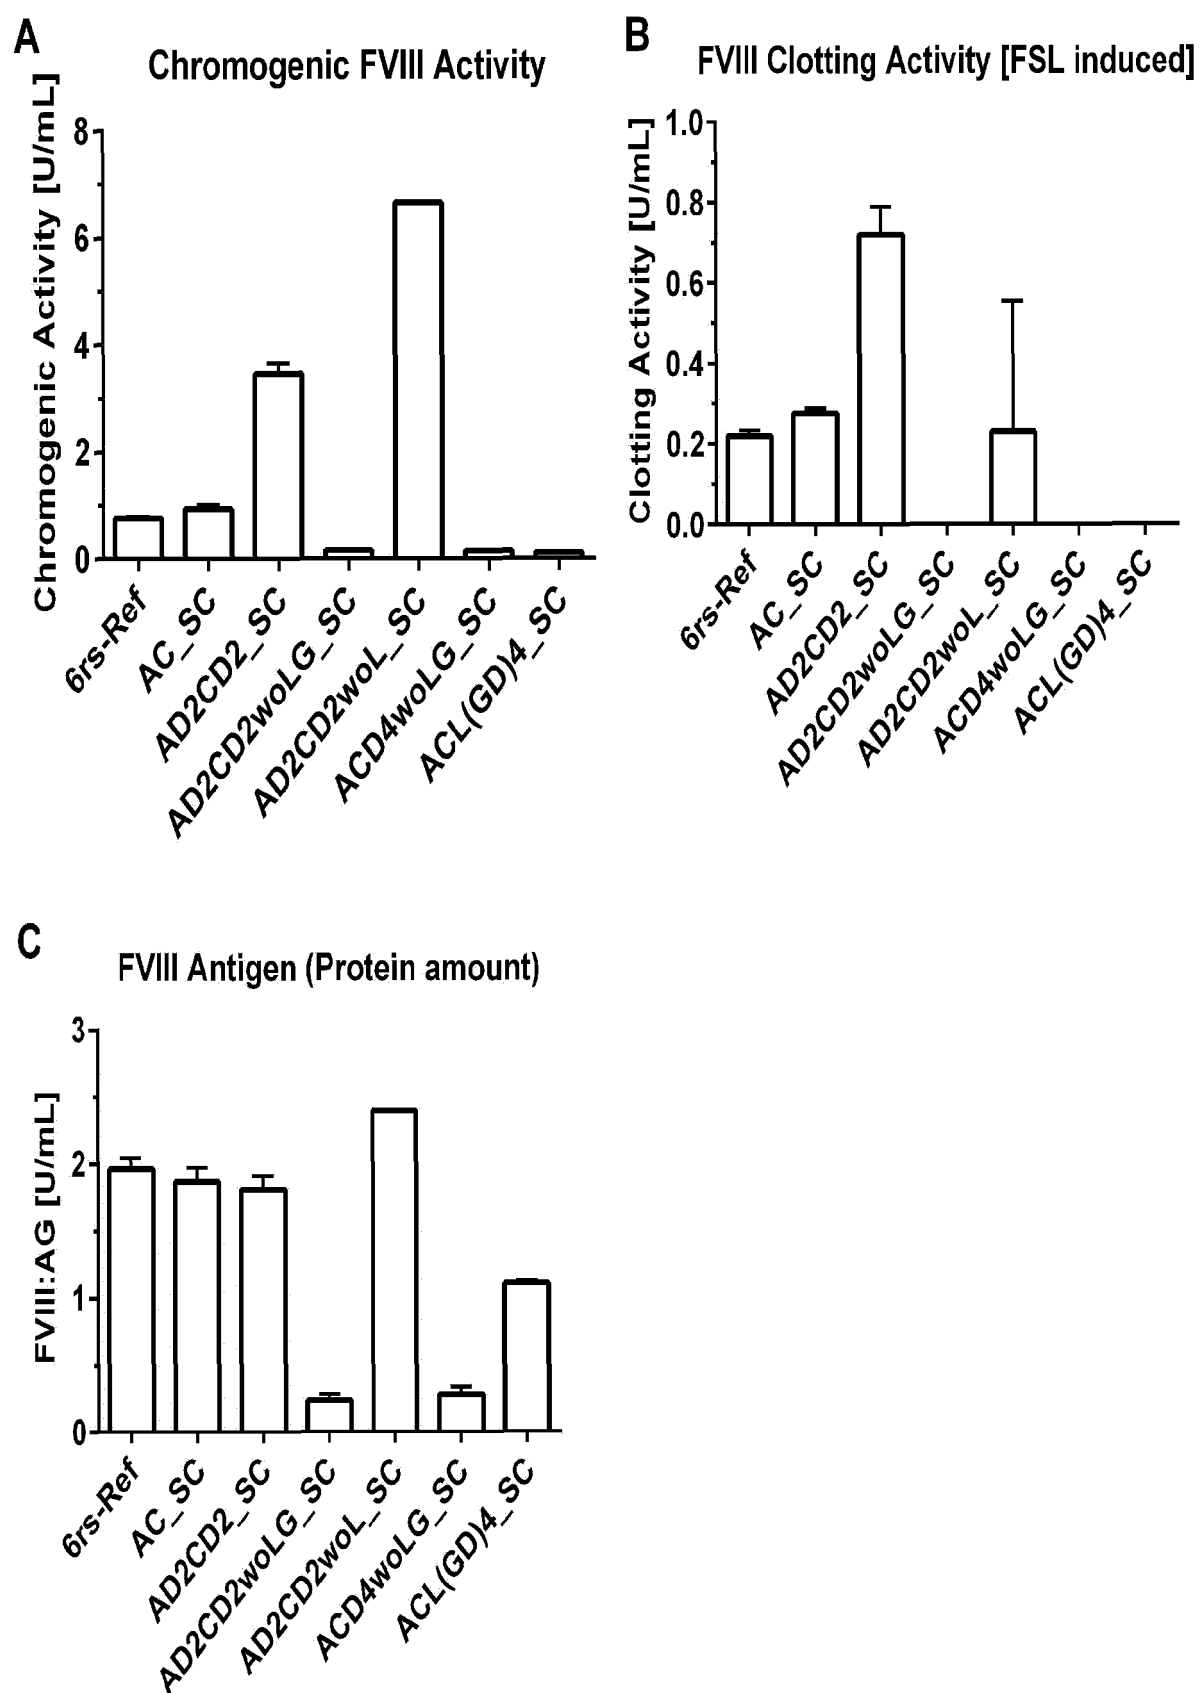 A
Chromogenic FVIII Activity
Chromogenic Activity [U/mL]
8
6
4
2
0
6rs-Ref
AC_SC
AD2CD2_SC
AD2CD2woLG_SC
AD2CD2woL_SC
ACD4woLG_SC
ACL(GD)4_SC
B
FVIII Clotting Activity [FSL induced]
Clotting Activity [U/mL]
1.0
0.8
0.6
0.4
0.2
0.0
6rs-Ref
AC_SC
AD2CD2_SC
AD2CD2woLG_SC
AD2CD2woL_SC
ACD4woLG_SC
ACL(GD)4_SC
C
FVIII Antigen (Protein amount)
FVIII:AG [U/mL]
3
2
1
0
6rs-Ref
AC_SC
AD2CD2_SC
AD2CD2woLG_SC
AD2CD2woL_SC
ACD4woLG_SC
ACL(GD)4_SC